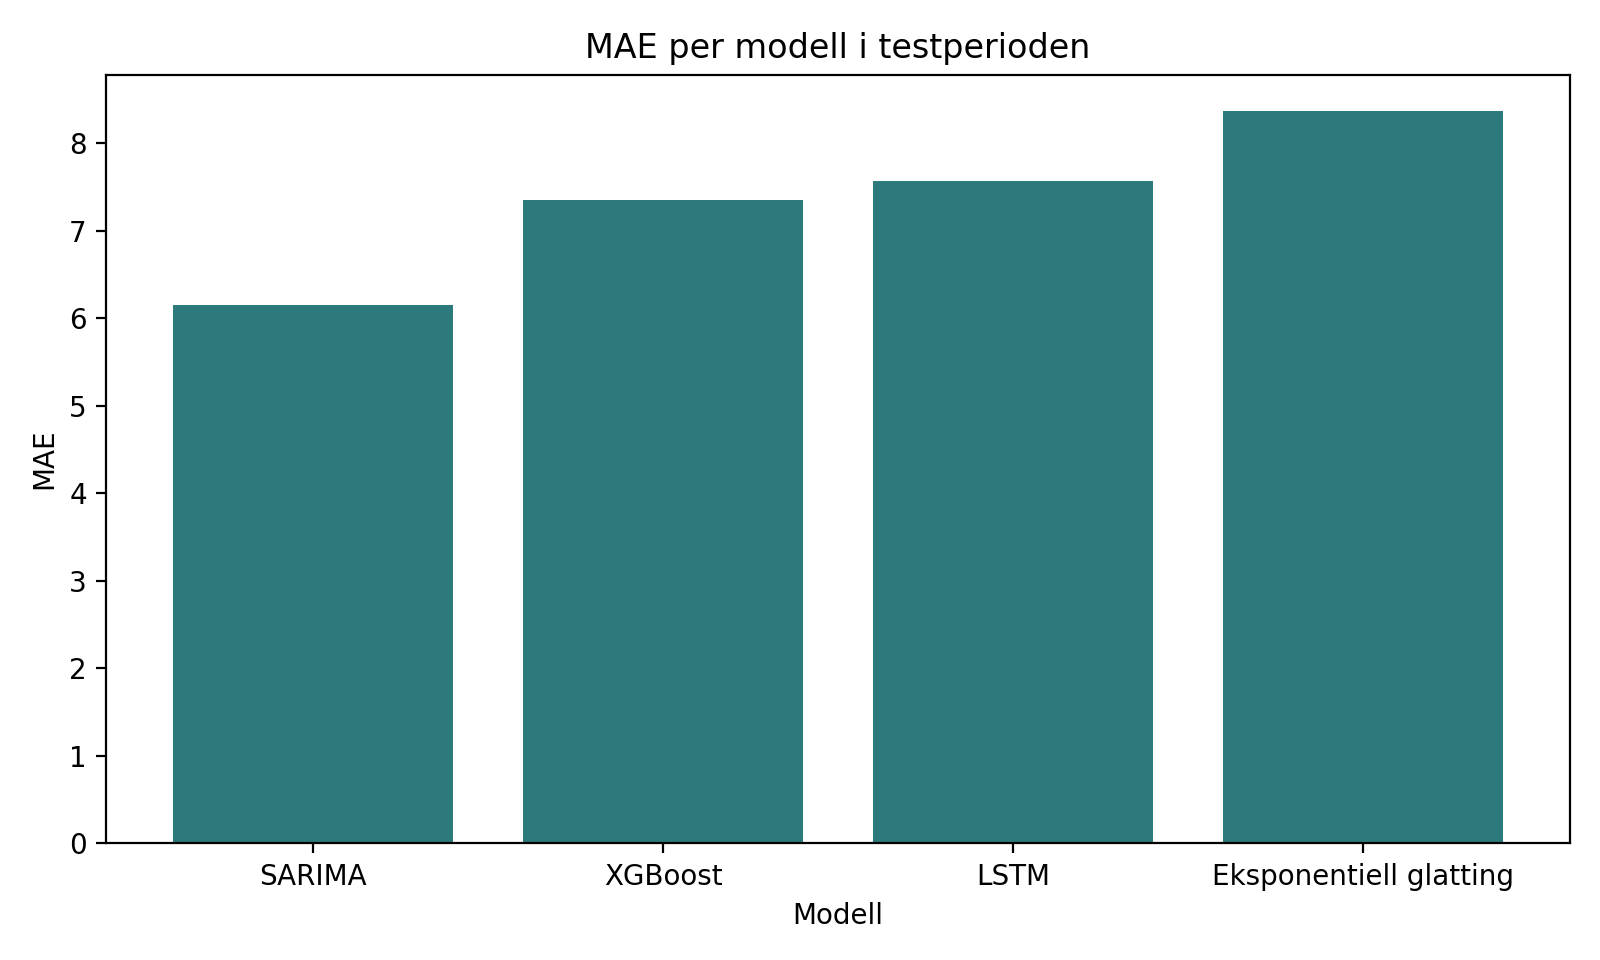 MAE per modell i testperioden
MAE
8
7
6
5
4
3
2
1
0
SARIMA XGBoost LSTM Eksponentiell glatting
Modell